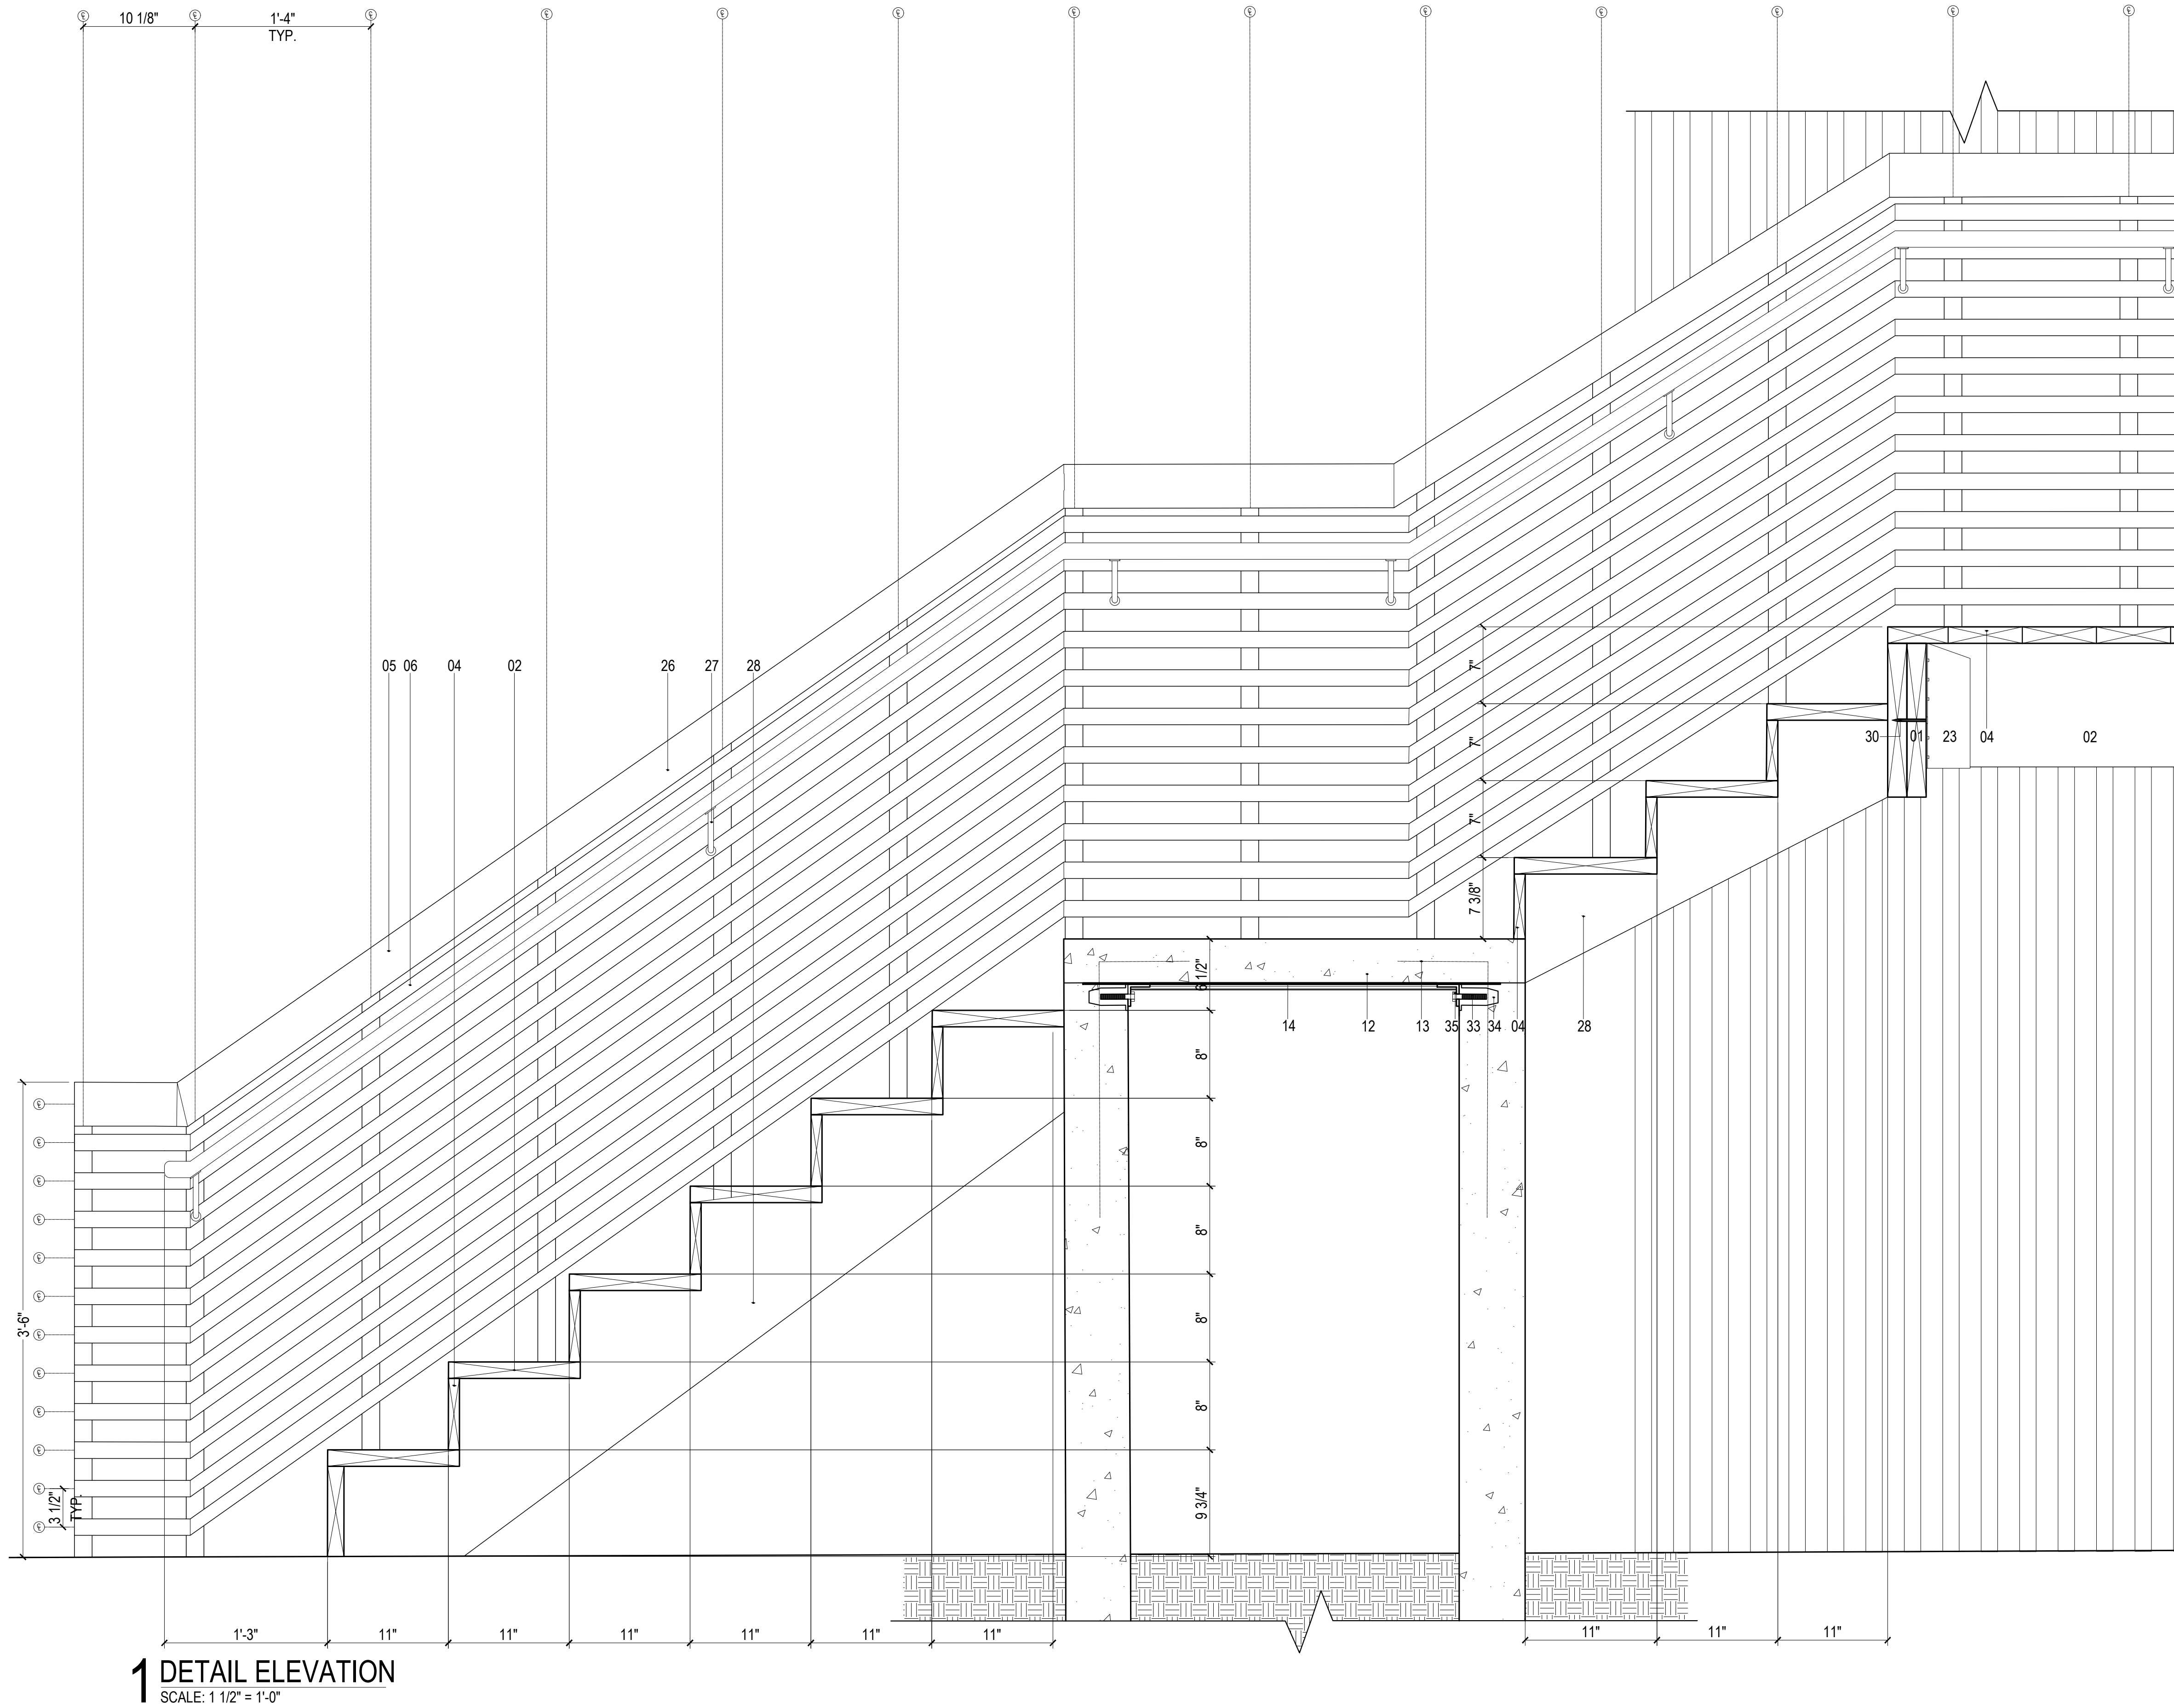 ℄ ℄ ℄ ℄ ℄ ℄ ℄ ℄ ℄ ℄ ℄ ℄ ℄
10 1/8" 1'-4"
TYP.
05 06 04 02 26 27 28
7"
7"
7"
7 3/8"
30 01 23 04 02
6 1/2"
14 12 13 35 33 34 04 28
8"
8"
8"
8"
8"
9 3/4"
3'-6"
℄
℄
℄
℄
℄
℄
℄
℄
℄
℄
℄
℄
3 1/2"
TYP.
1'-3" 11" 11" 11" 11" 11" 11" 11" 11" 11"
1 DETAIL ELEVATION
SCALE: 1 1/2" = 1'-0"